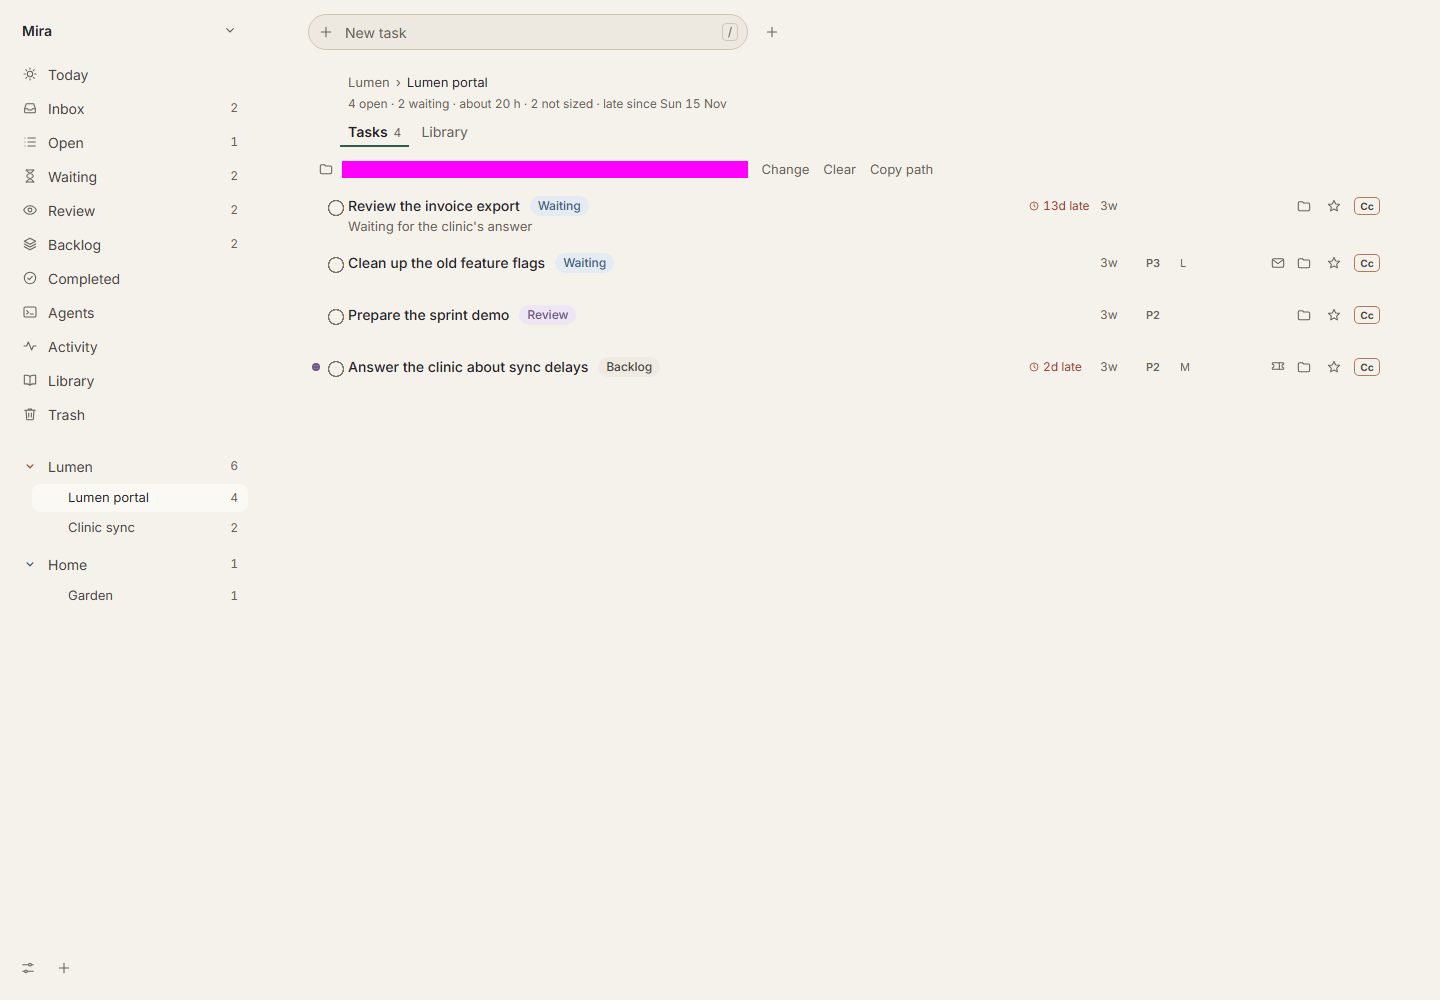 Mira
New task /
Today
Inbox 2
Open 1
Waiting 2
Review 2
Backlog 2
Completed
Agents
Activity
Library
Trash
Lumen 6
Lumen portal 4
Clinic sync 2
Home 1
Garden 1
Lumen › Lumen portal
4 open · 2 waiting · about 20 h · 2 not sized · late since Sun 15 Nov
Tasks 4 Library
Change Clear Copy path
Review the invoice export Waiting 13d late 3w Cc
Waiting for the clinic's answer
Clean up the old feature flags Waiting 3w P3 L Cc
Prepare the sprint demo Review 3w P2 Cc
Answer the clinic about sync delays Backlog 2d late 3w P2 M Cc